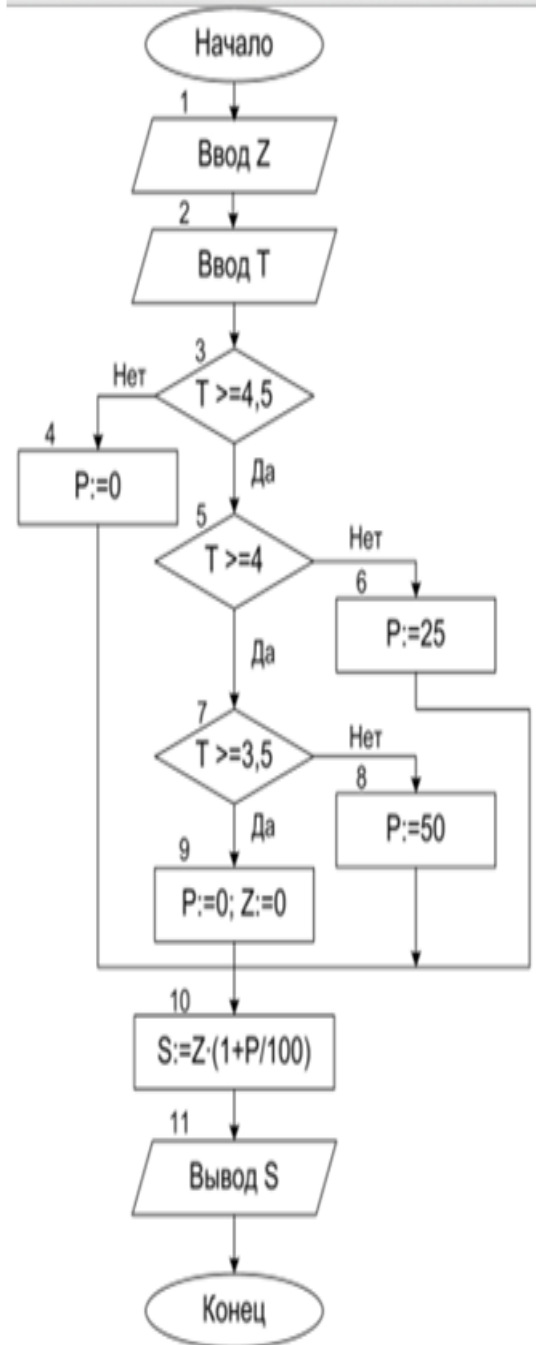 Начало
1
Ввод Z
2
Ввод T
3
Нет
T >=4,5
4
P:=0
Да
5
Нет
T >=4
6
P:=25
Да
7
Нет
T >=3,5
8
P:=50
Да
9
P:=0; Z:=0
10
S:=Z·(1+P/100)
11
Вывод S
Конец